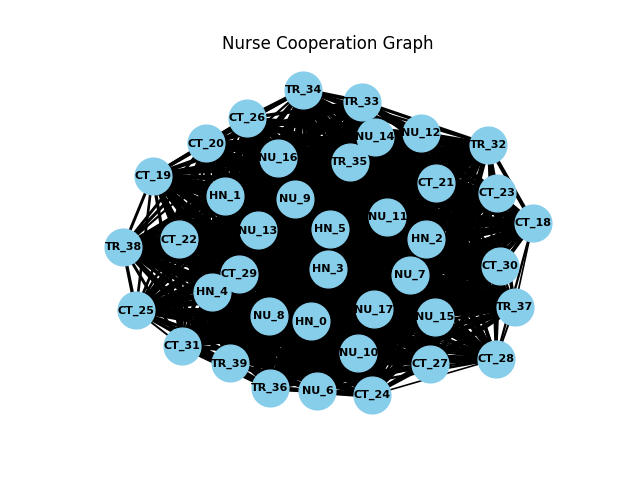 Nurse Cooperation Graph
TR_34
TR_33
CT_26
NU_12
NU_14
CT_20
TR_32
NU_16
TR_35
CT_19
CT_21
CT_23
HN_1
NU_9
NU_11
CT_18
NU_13
HN_5
CT_22
HN_2
TR_38
CT_30
HN_3
CT_29
NU_7
HN_4
TR_37
NU_17
CT_25
NU_8
NU_15
HN_0
CT_31
NU_10
CT_28
TR_39
CT_27
TR_36
NU_6
CT_24